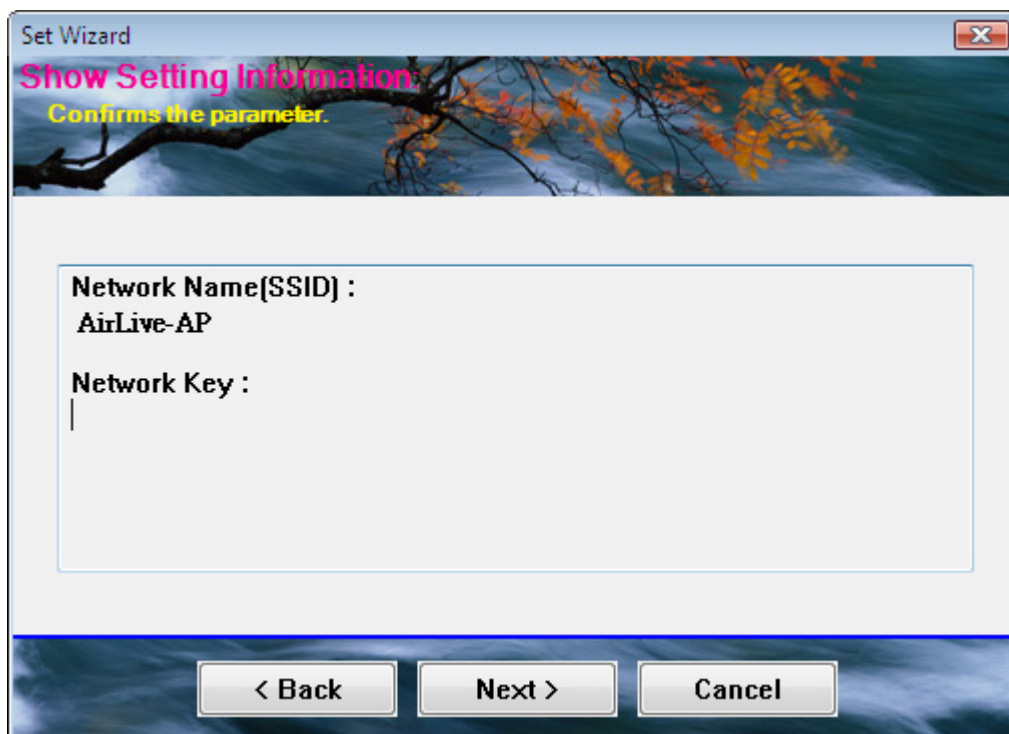 Set Wizard
Show Setting Information:
Confirms the parameter.
Network Name(SSID) :
AirLive-AP
Network Key :
< Back
Next >
Cancel